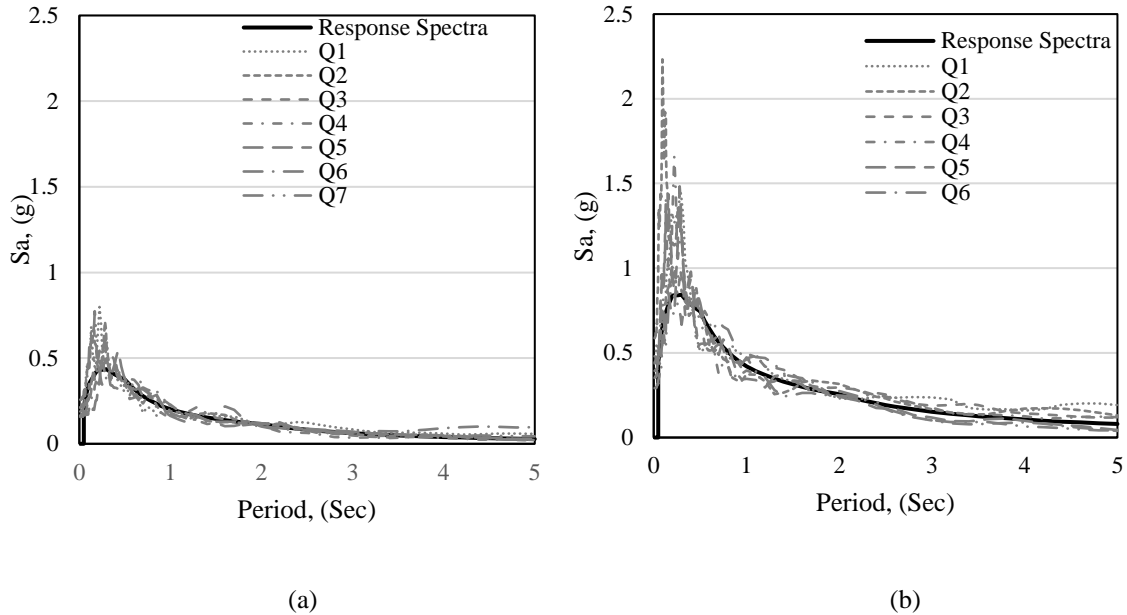 2.5
2
1.5
1
0.5
0
Sa, (g)
Response Spectra
Q1
Q2
Q3
Q4
Q5
Q6
Q7
0 1 2 3 4 5
Period, (Sec)
(a)
2.5
2
1.5
1
0.5
0
Sa, (g)
Response Spectra
Q1
Q2
Q3
Q4
Q5
Q6
0 1 2 3 4 5
Period, (Sec)
(b)